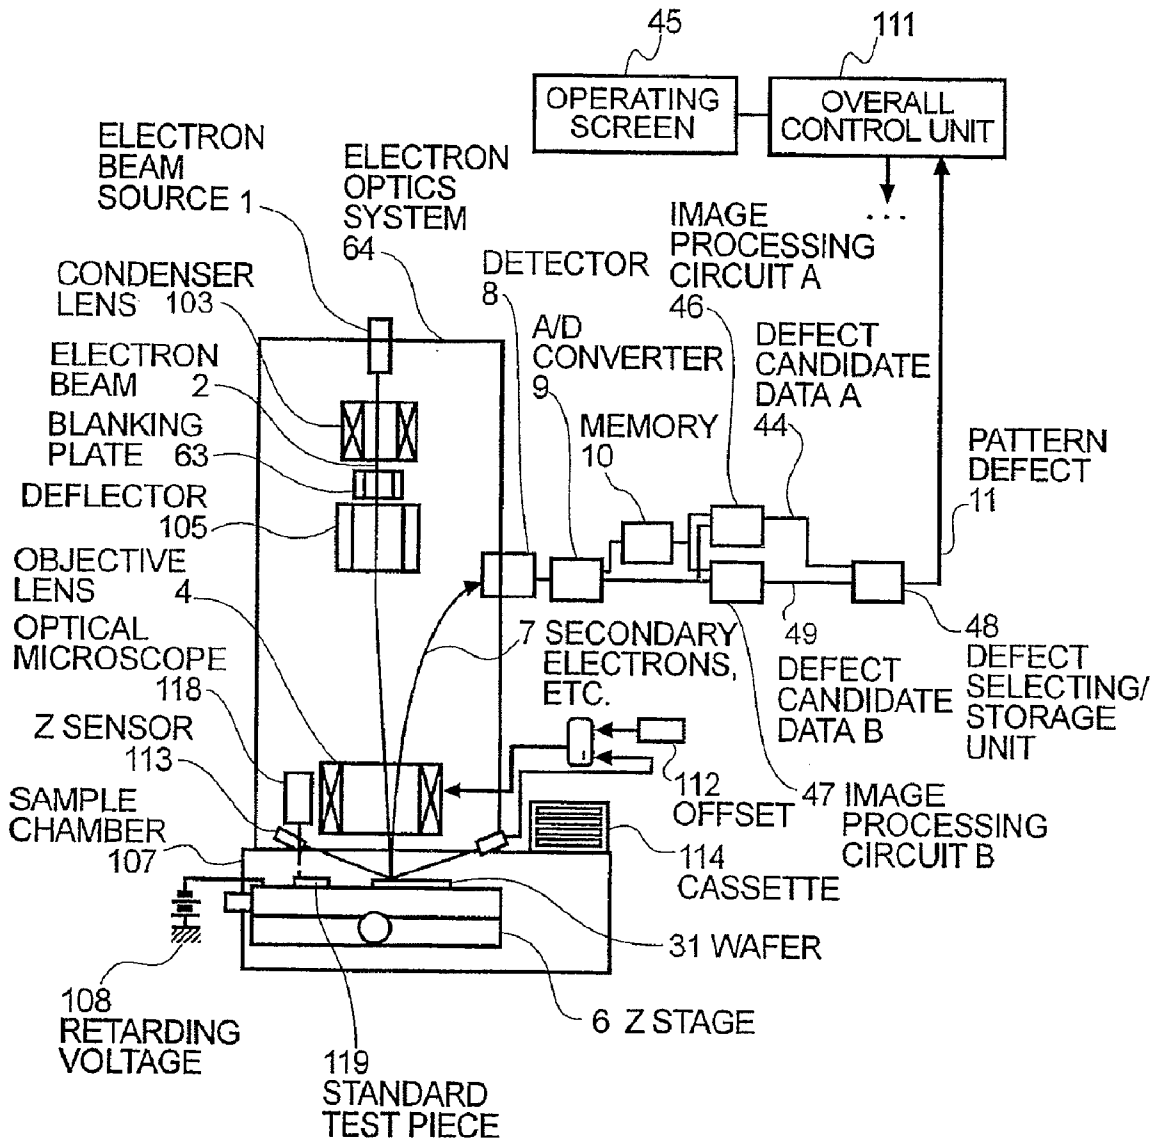 45
111
OPERATING
SCREEN
OVERALL
CONTROL UNIT
. . .
ELECTRON
BEAM
SOURCE 1
ELECTRON
OPTICS
SYSTEM
64
IMAGE
PROCESSING
CIRCUIT A
46
DETECTOR
8
CONDENSER
LENS 103
A/D
CONVERTER
9
DEFECT
CANDIDATE
DATA A
44
ELECTRON
BEAM 2
MEMORY
10
BLANKING
PLATE 63
PATTERN
DEFECT
11
DEFLECTOR
105
OBJECTIVE
LENS
4
OPTICAL
MICROSCOPE
118
7 SECONDARY
ELECTRONS,
ETC.
49
DEFECT
CANDIDATE
DATA B
48
DEFECT
SELECTING/
STORAGE
UNIT
Z SENSOR
113
112
OFFSET
47 IMAGE
PROCESSING
CIRCUIT B
SAMPLE
CHAMBER
107
114
CASSETTE
31 WAFER
108
RETARDING
VOLTAGE
6 Z STAGE
119
STANDARD
TEST PIECE